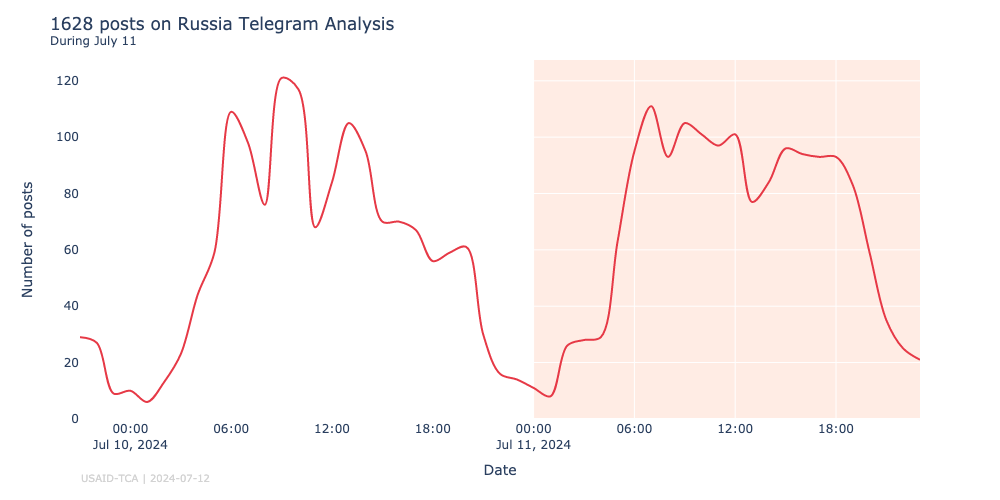 1628 posts on Russia Telegram Analysis
During July 11
120
100
80
60
40
20
0
Number of posts
00:00
Jul 10, 2024
06:00
12:00
18:00
00:00
Jul 11, 2024
06:00
12:00
18:00
Date
USAID-TCA | 2024-07-12